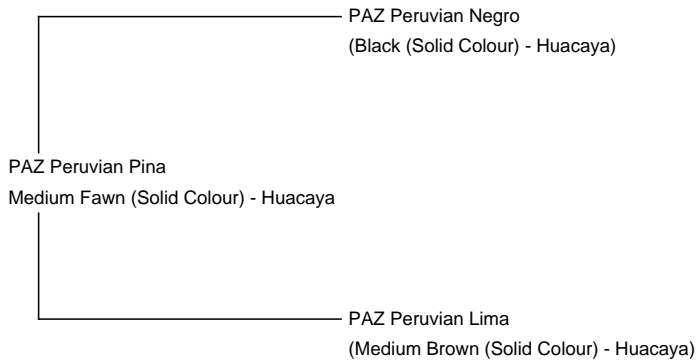 PAZ Peruvian Negro
(Black (Solid Colour) - Huacaya)
PAZ Peruvian Pina
Medium Fawn (Solid Colour) - Huacaya
PAZ Peruvian Lima
(Medium Brown (Solid Colour) - Huacaya)